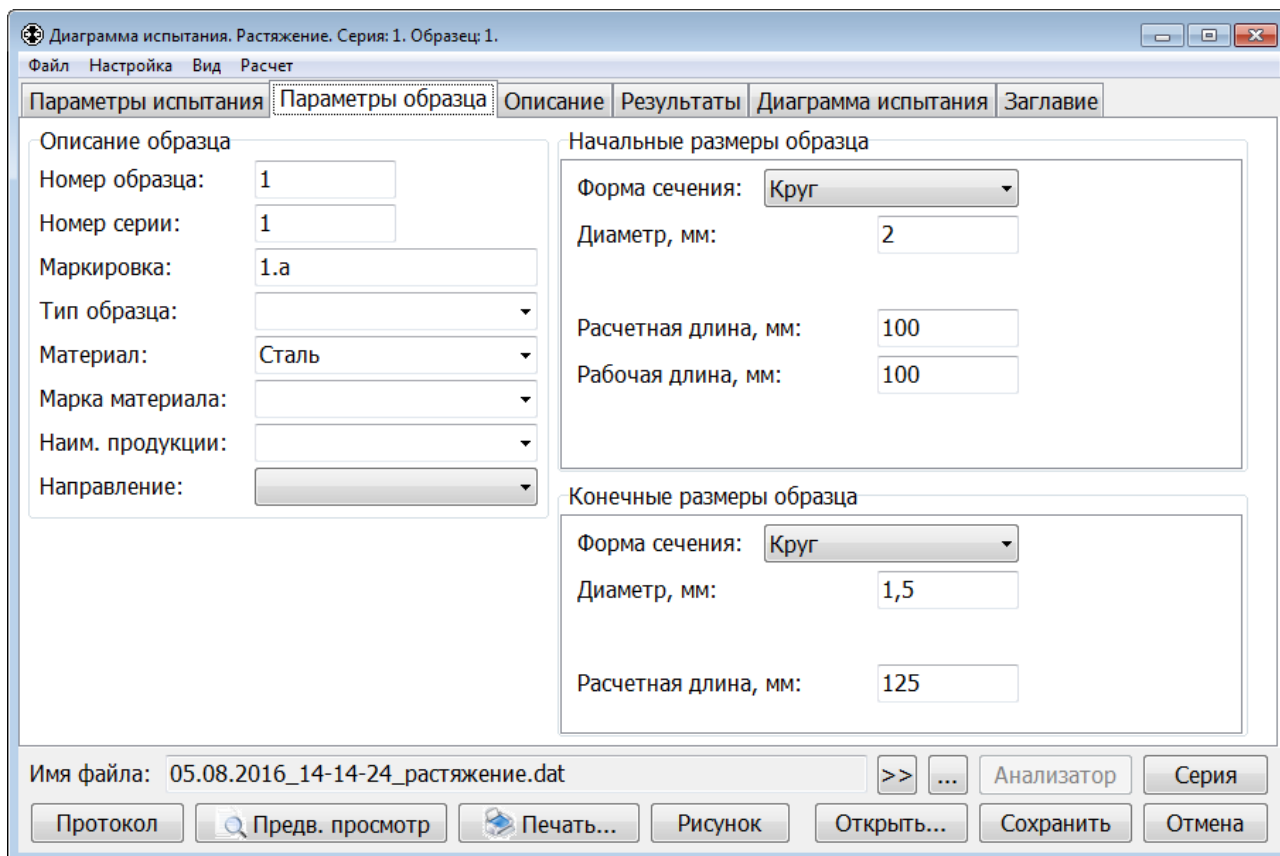 Диаграмма испытания. Растяжение. Серия: 1. Образец: 1.
Файл Настройка Вид Расчет
Параметры испытания Параметры образца Описание Результаты Диаграмма испытания Заглавие
Описание образца
Номер образца: 1
Номер серии: 1
Маркировка: 1.а
Тип образца:
Материал: Сталь
Марка материала:
Наим. продукции:
Направление:
Начальные размеры образца
Форма сечения: Круг
Диаметр, мм: 2
Расчетная длина, мм: 100
Рабочая длина, мм: 100
Конечные размеры образца
Форма сечения: Круг
Диаметр, мм: 1,5
Расчетная длина, мм: 125
Имя файла: 05.08.2016_14-14-24_растяжение.dat >> ... Анализатор Серия
Протокол Предв. просмотр Печать... Рисунок Открыть... Сохранить Отмена